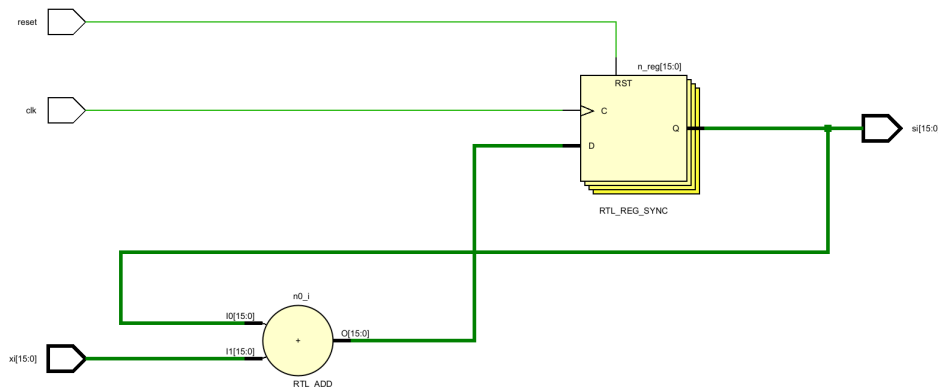 reset
n_reg[15:0]
RST
clk
C
Q
si[15:0
D
RTL_REG_SYNC
n0_i
I0[15:0]
O[15:0]
+
xi[15:0]
I1[15:0]
RTL_ADD